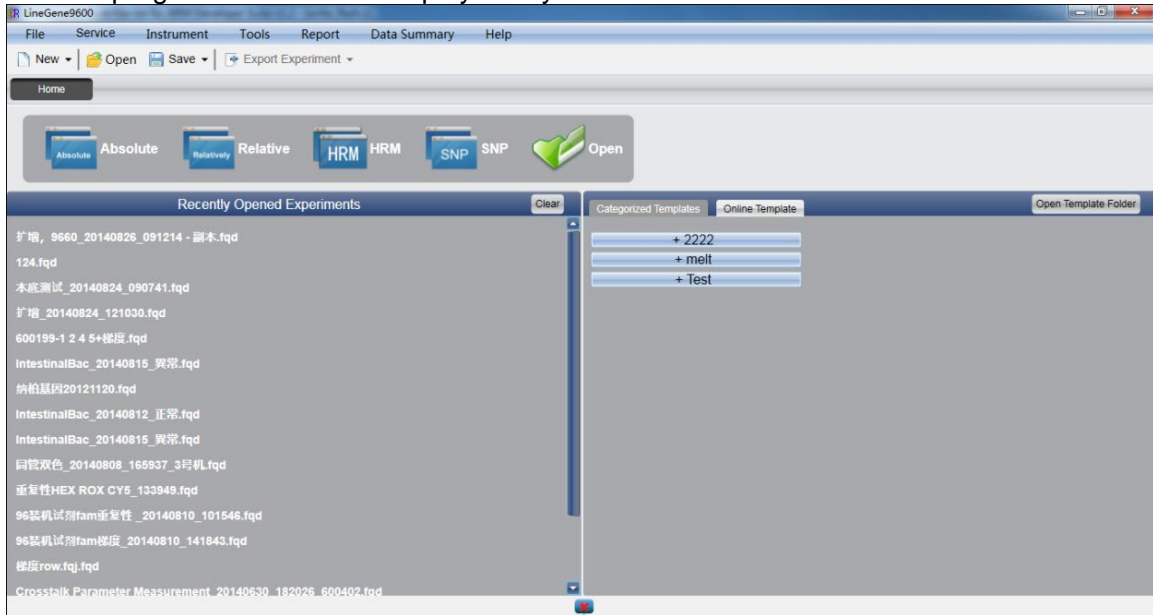 LineGene9600
File Service Instrument Tools Report Data Summary Help
New Open Save Export Experiment
Home
Absolute Absolute Relatively Relative HRM HRM SNP SNP Open
Recently Opened Experiments Clear
Categorized Templates Online Template Open Template Folder
扩增，9660_20140826_091214 - 副本.fqd
124.fqd
本底测试_20140824_090741.fqd
扩增_20140824_121030.fqd
600199-1 2 4 5+梯度.fqd
IntestinalBac_20140815_异常.fqd
纳柏基因20121120.fqd
IntestinalBac_20140812_正常.fqd
IntestinalBac_20140815_异常.fqd
同管双色_20140808_165937_3号机.fqd
重复性HEX ROX CY5_133949.fqd
96装机试剂fam重复性 _20140810_101546.fqd
96装机试剂fam梯度_20140810_141843.fqd
梯度row.fqj.fqd
Crosstalk Parameter Measurement_20140630_182026_600402.fqd
+ 2222
+ melt
+ Test